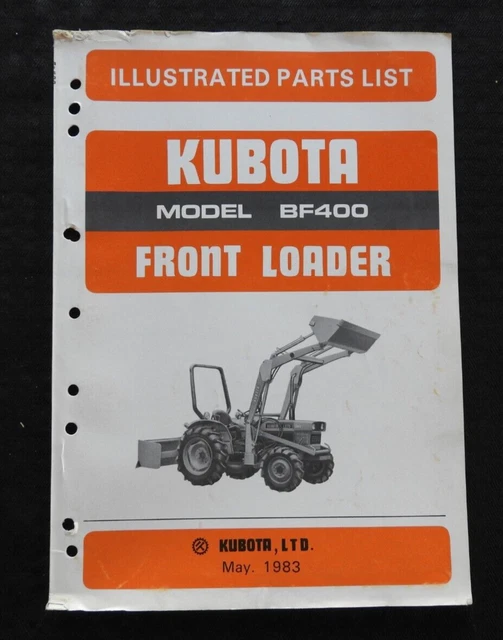 ILLUSTRATED PARTS LIST
KUBOTA
MODEL BF400
FRONT LOADER
KUBOTA, LTD.
May. 1983